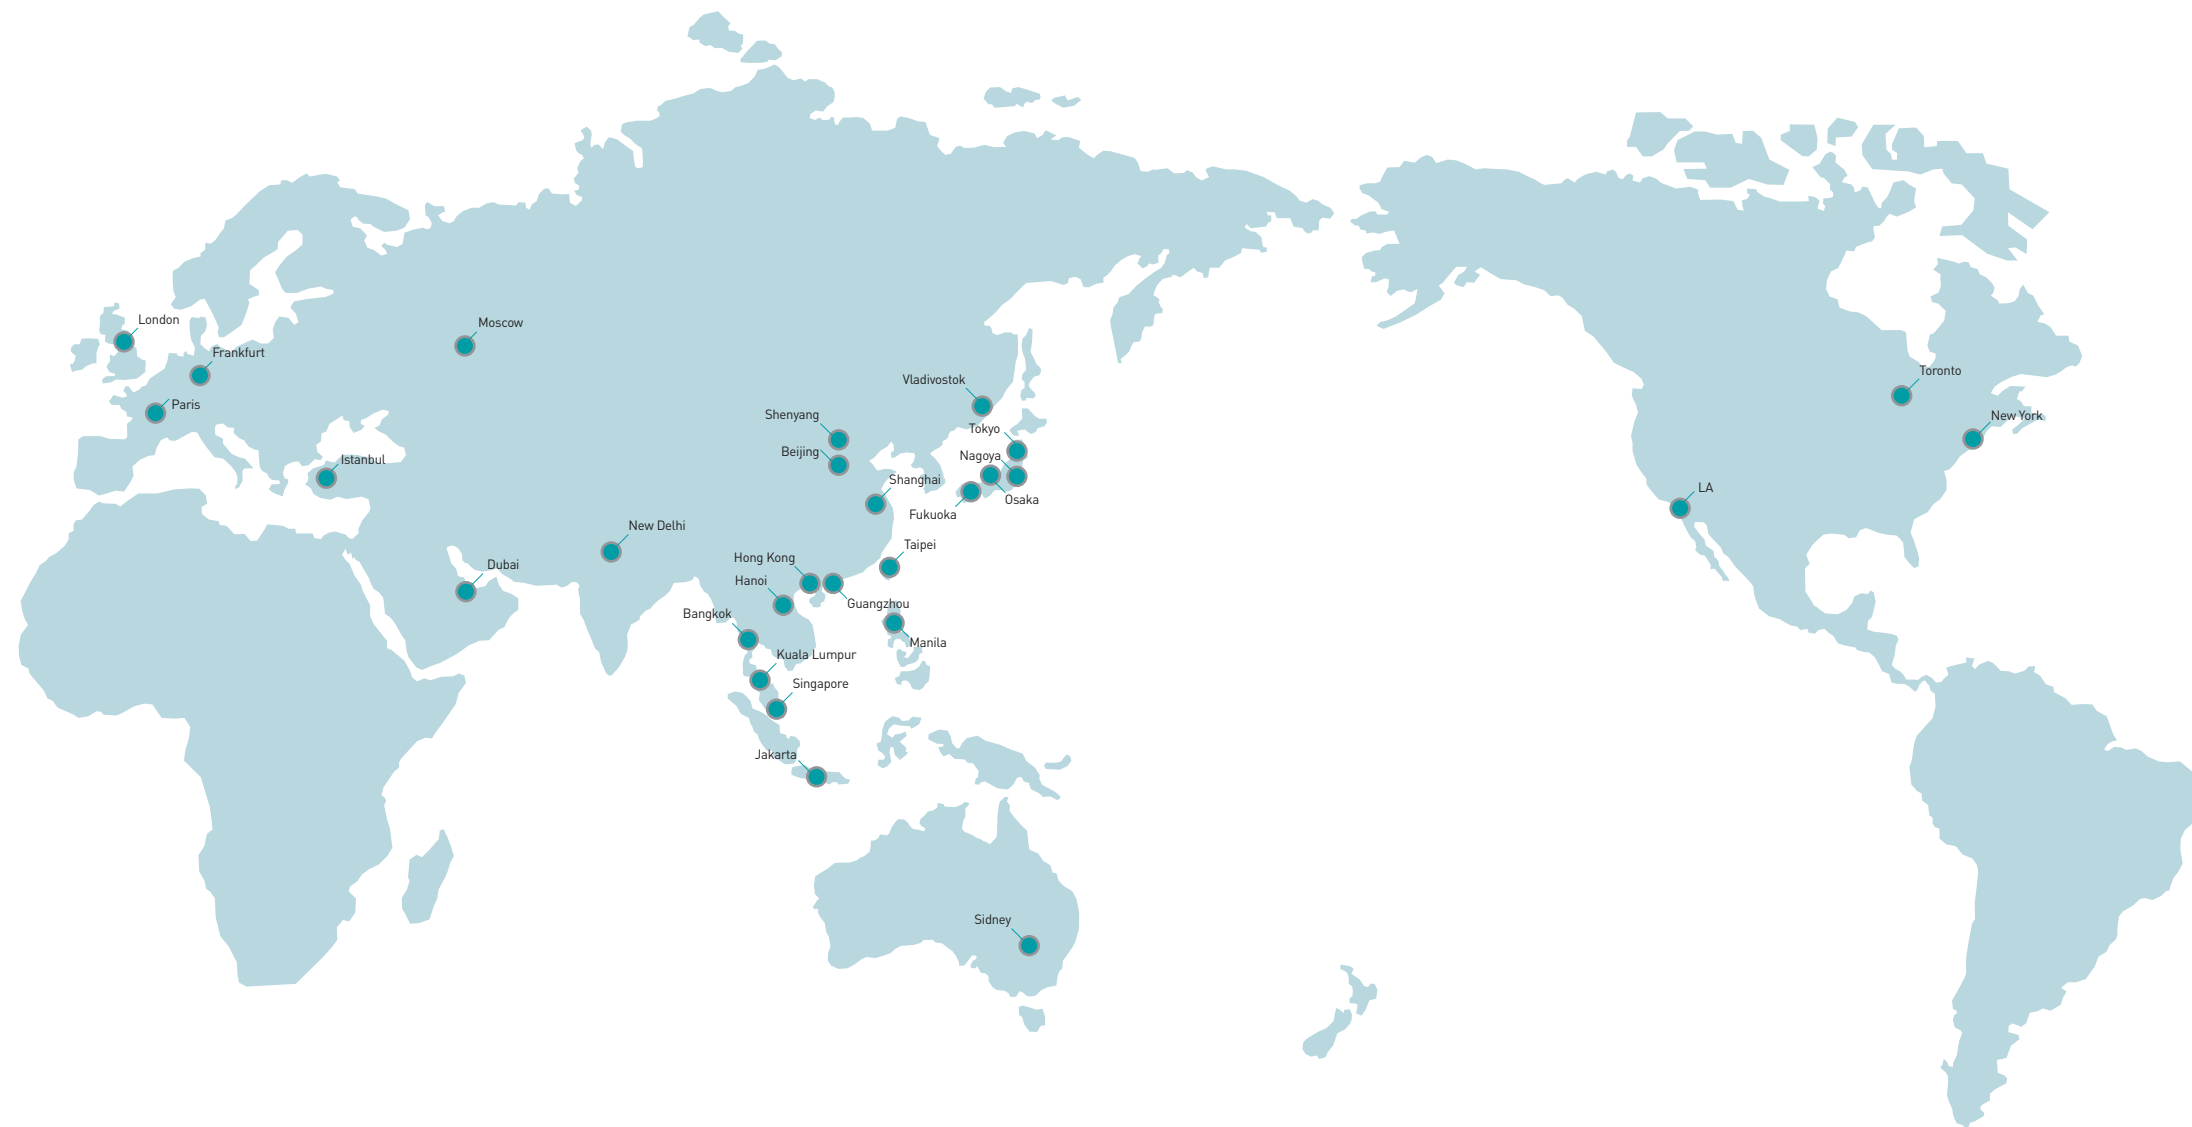 London
Moscow
Frankfurt
Toronto
Vladivostok
Paris
Shenyang
New York
Tokyo
Beijing
Nagoya
Istanbul
Shanghai
LA
Osaka
Fukuoka
New Delhi
Taipei
Hong Kong
Dubai
Hanoi
Guangzhou
Bangkok
Manila
Kuala Lumpur
Singapore
Jakarta
Sidney